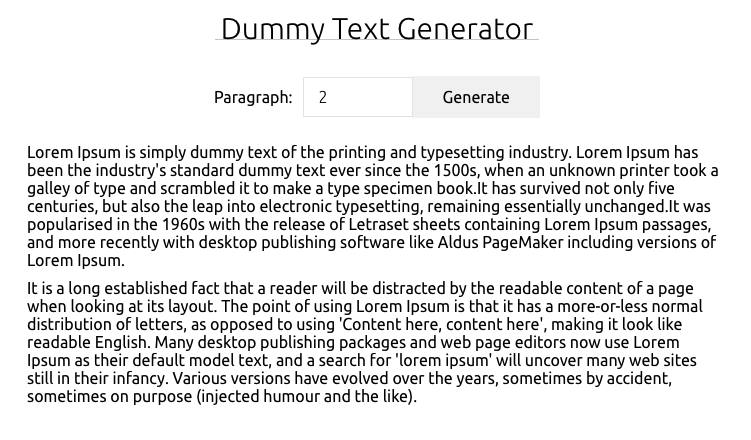 Dummy Text Generator
Paragraph: 2 Generate
Lorem Ipsum is simply dummy text of the printing and typesetting industry. Lorem Ipsum has
been the industry's standard dummy text ever since the 1500s, when an unknown printer took a
galley of type and scrambled it to make a type specimen book.It has survived not only five
centuries, but also the leap into electronic typesetting, remaining essentially unchanged.It was
popularised in the 1960s with the release of Letraset sheets containing Lorem Ipsum passages,
and more recently with desktop publishing software like Aldus PageMaker including versions of
Lorem Ipsum.
It is a long established fact that a reader will be distracted by the readable content of a page
when looking at its layout. The point of using Lorem Ipsum is that it has a more-or-less normal
distribution of letters, as opposed to using 'Content here, content here', making it look like
readable English. Many desktop publishing packages and web page editors now use Lorem
Ipsum as their default model text, and a search for 'lorem ipsum' will uncover many web sites
still in their infancy. Various versions have evolved over the years, sometimes by accident,
sometimes on purpose (injected humour and the like).